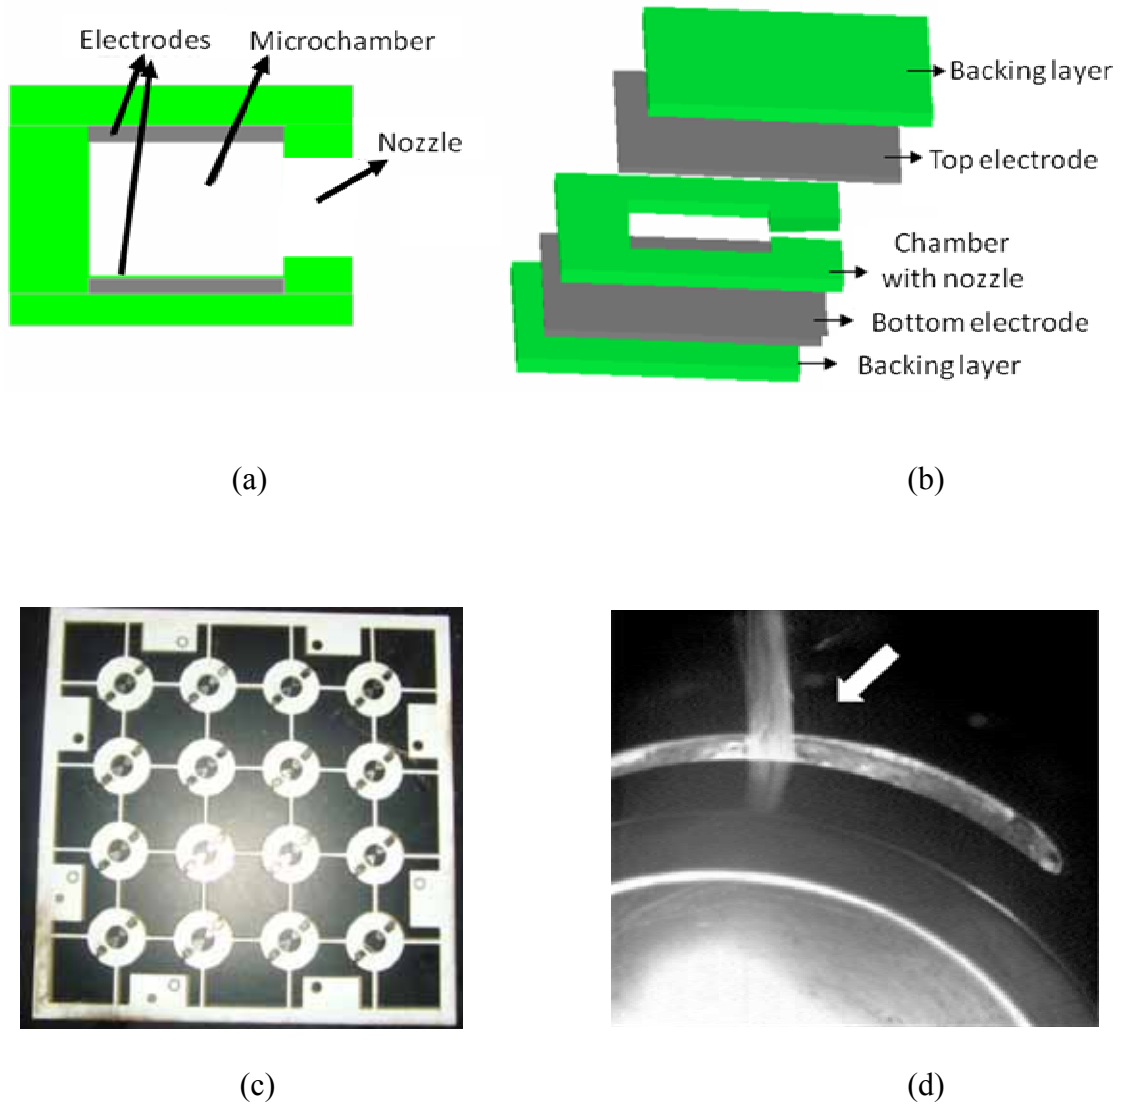 Electrodes
Microchamber
Nozzle
Backing layer
Top electrode
Chamber
with nozzle
Bottom electrode
Backing layer
(a)
(b)
(c)
(d)